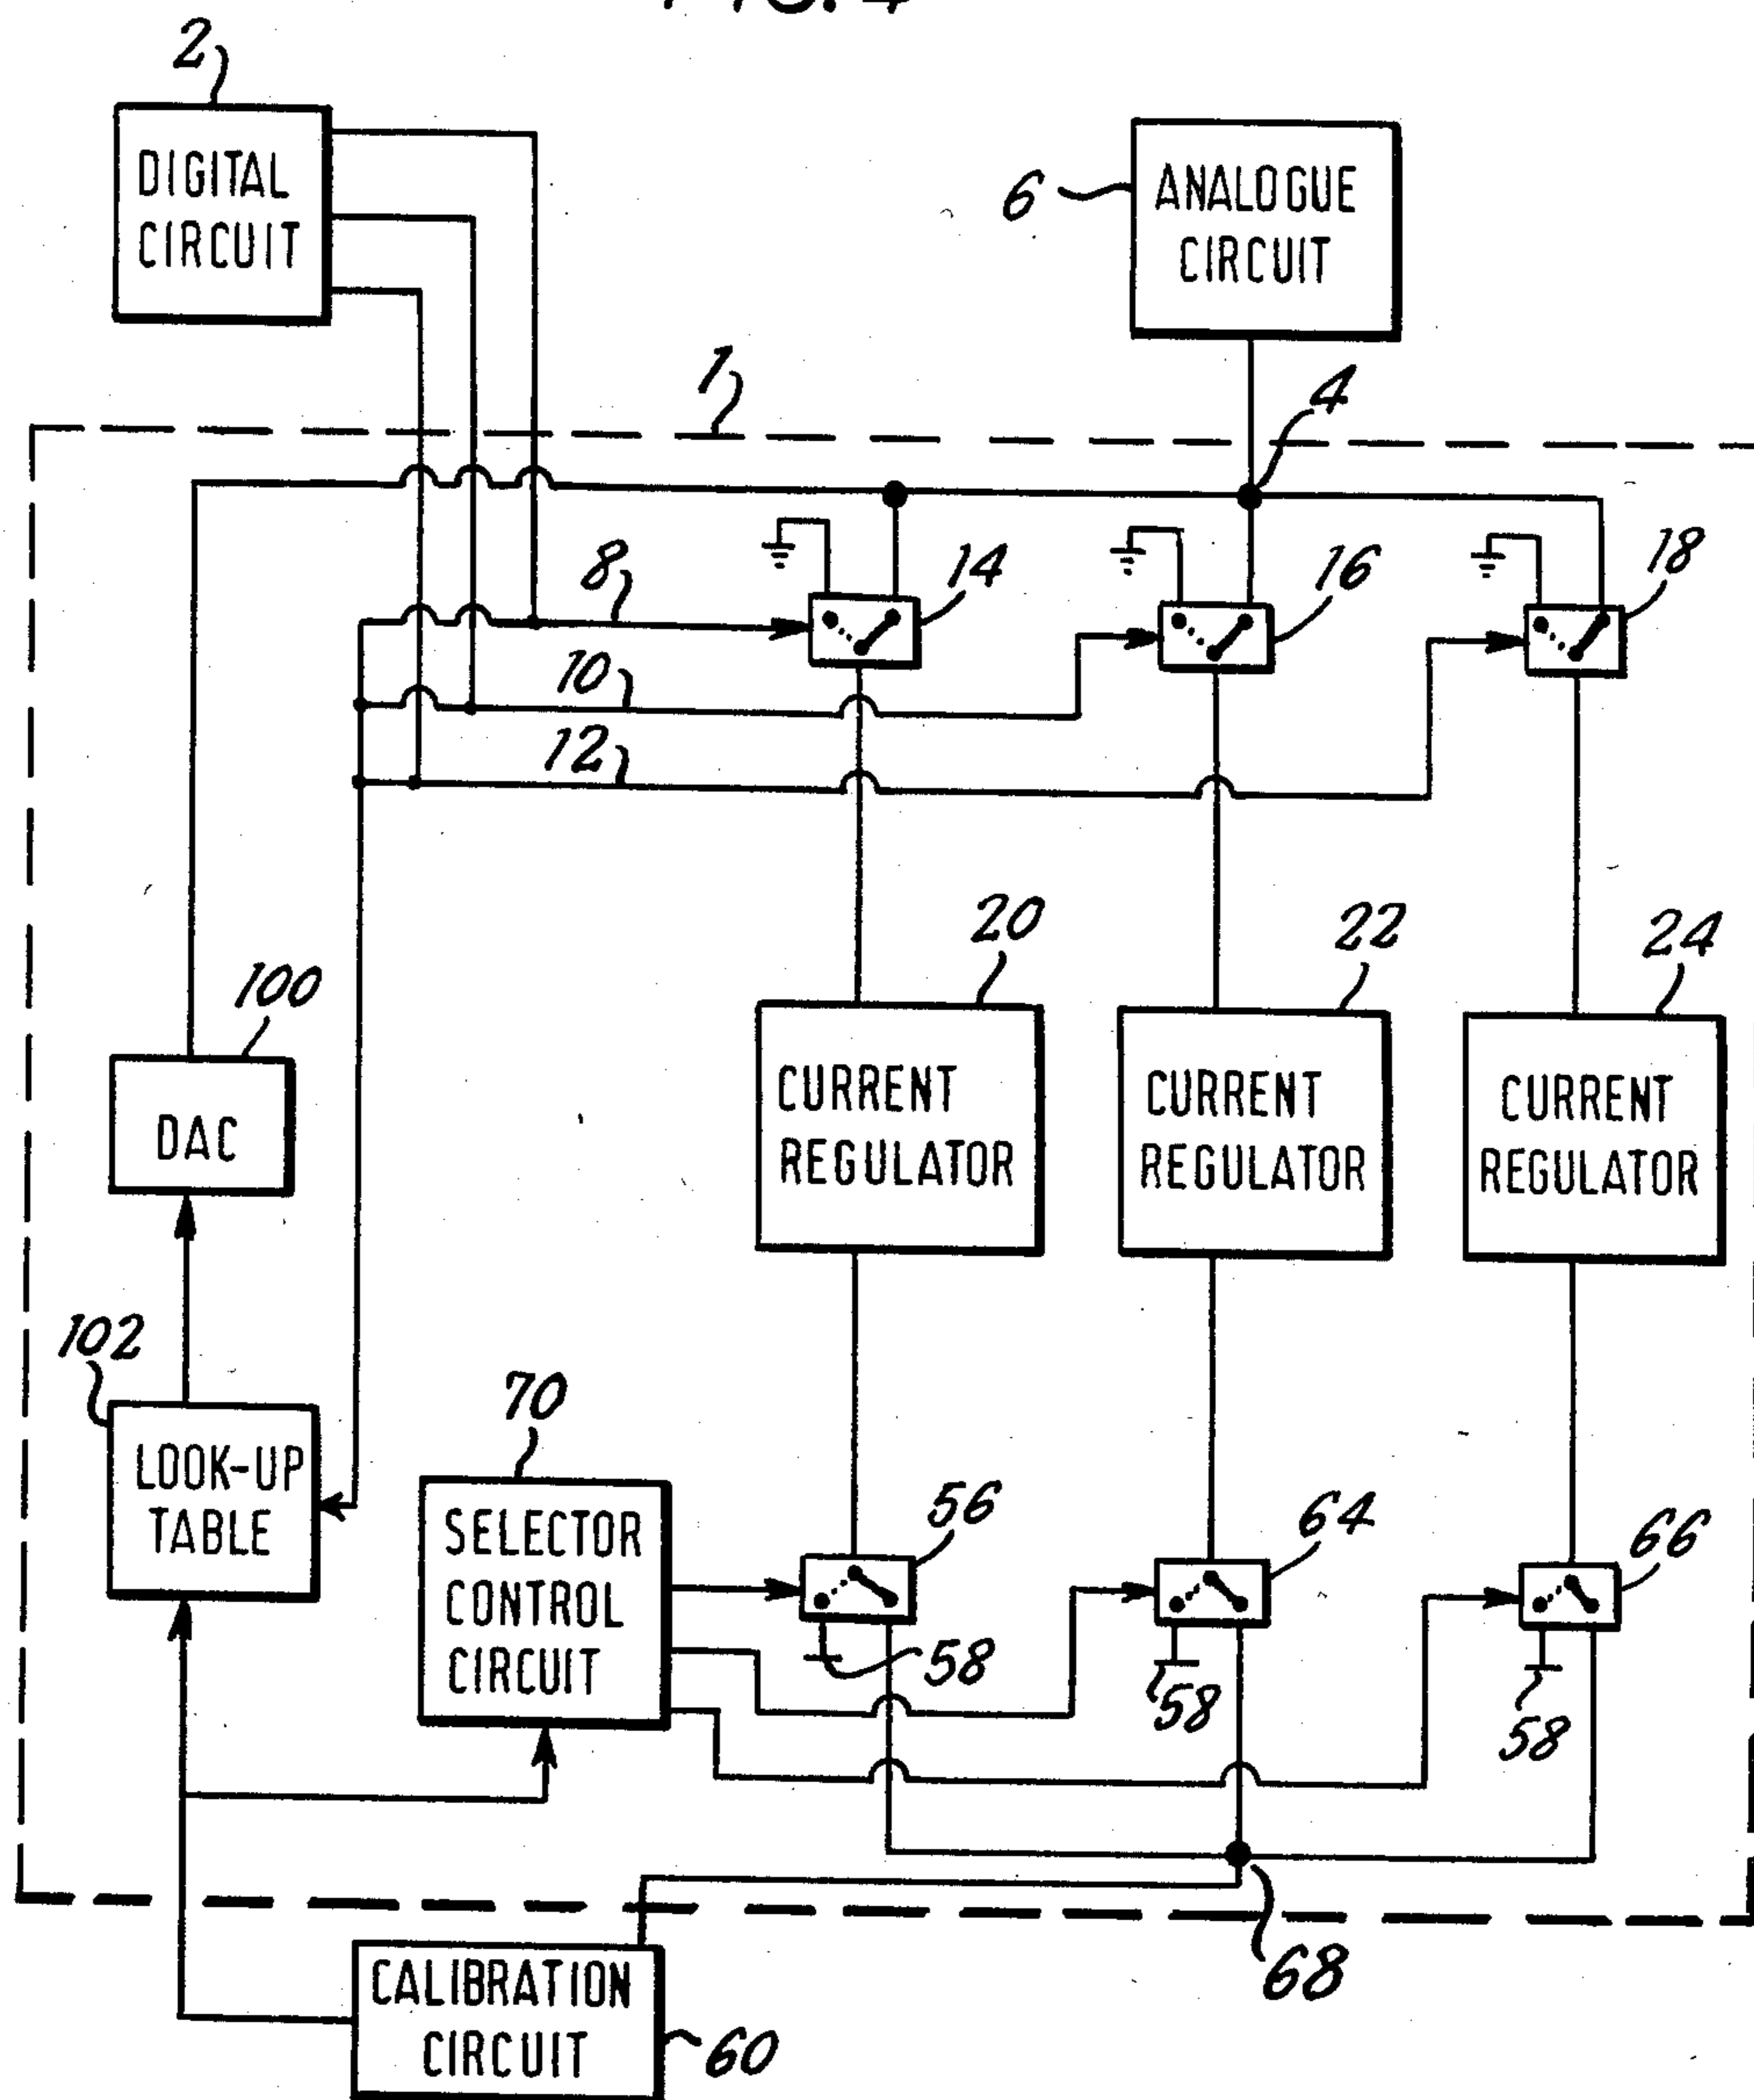 FIG. 4
2
DIGITAL
CIRCUIT
6
ANALOGUE
CIRCUIT
1
4
8
14
16
18
10
12
20
22
24
100
CURRENT
REGULATOR
CURRENT
REGULATOR
CURRENT
REGULATOR
DAC
102
70
LOOK-UP
TABLE
SELECTOR
CONTROL
CIRCUIT
56
64
66
58
58
58
68
CALIBRATION
CIRCUIT
60